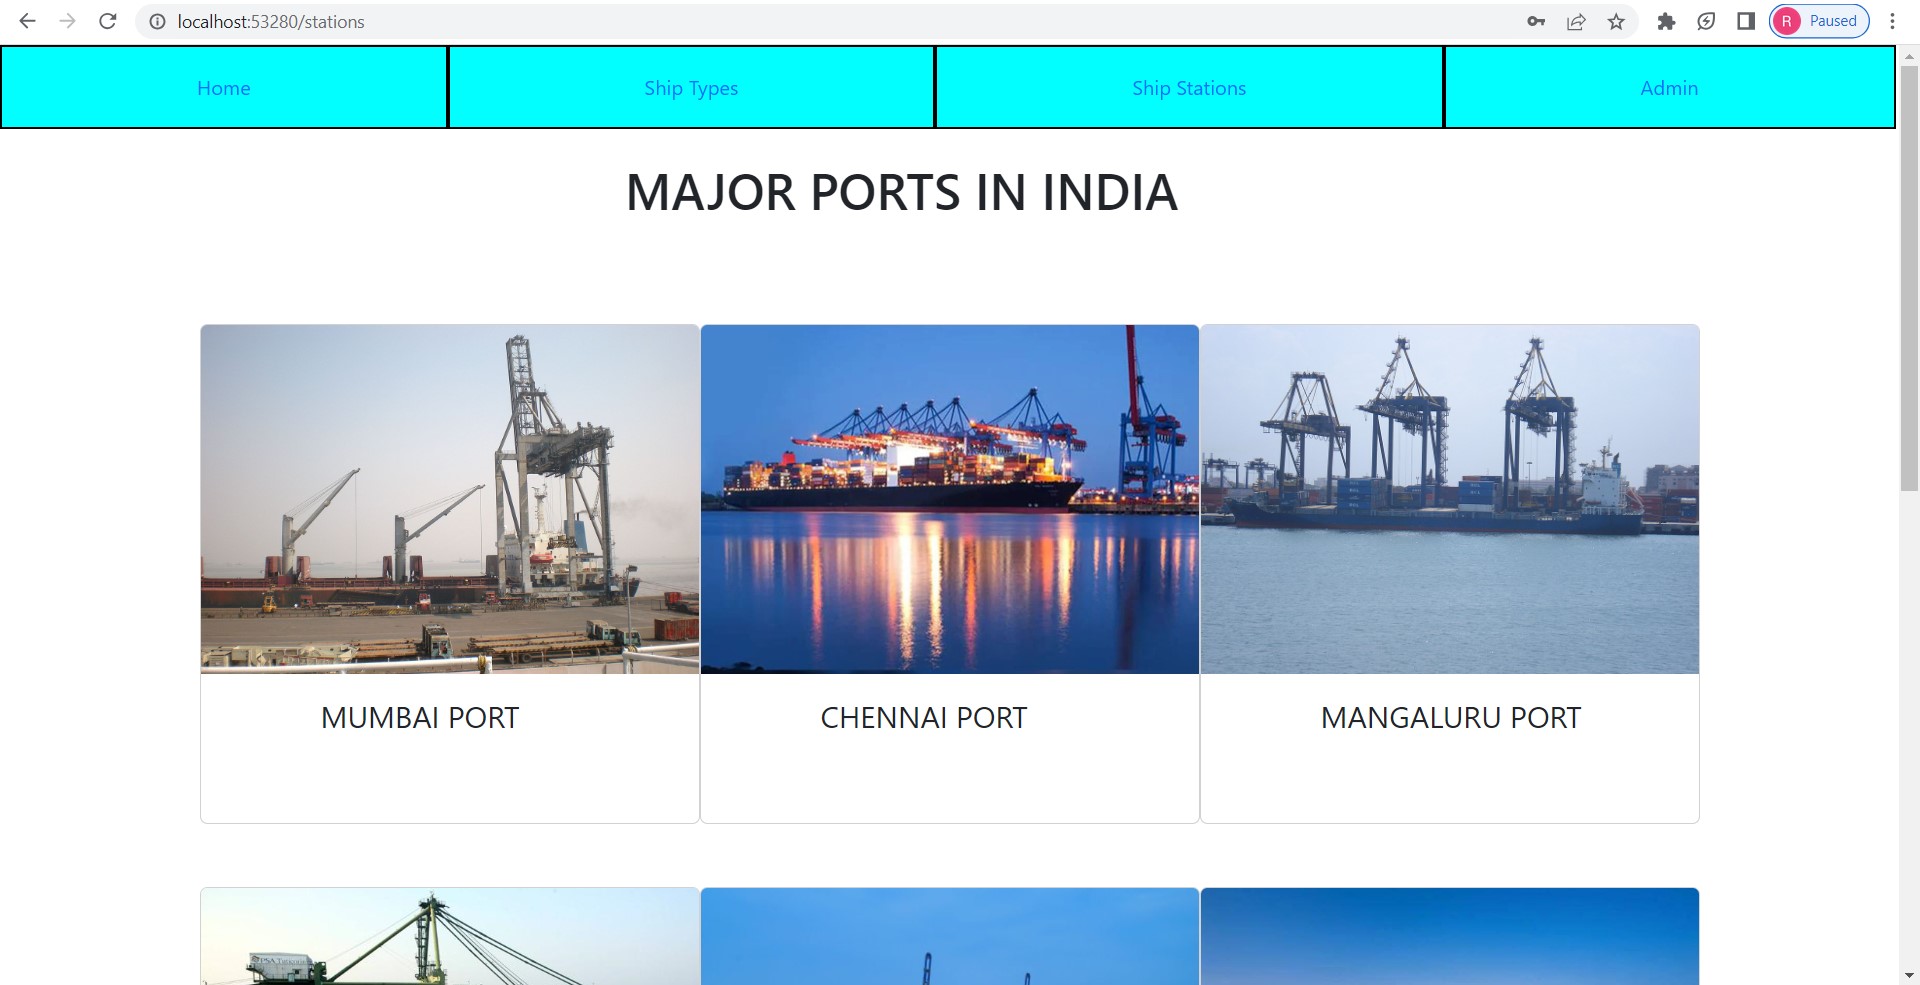 localhost:53280/stations
R Paused
Home Ship Types Ship Stations Admin
MAJOR PORTS IN INDIA
MUMBAI PORT CHENNAI PORT MANGALURU PORT